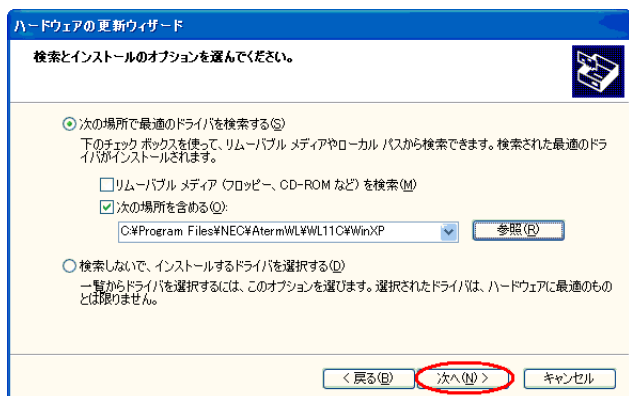 ハードウェアの更新ウィザード
検索とインストールのオプションを選んでください。
次の場所で最適のドライバを検索する(S)
下のチェック ボックスを使って、リムーバブル メディアやローカル パスから検索できます。検索された最適のドラ
イバがインストールされます。
リムーバブル メディア (フロッピー、CD-ROM など) を検索(M)
次の場所を含める(O):
C:¥Program Files¥NEC¥AtermWL¥WL11C¥WinXP
参照(R)
検索しないで、インストールするドライバを選択する(D)
一覧からドライバを選択するには、このオプションを選びます。選択されたドライバは、ハードウェアに最適のもの
とは限りません。
< 戻る(B) 次へ(N) > キャンセル